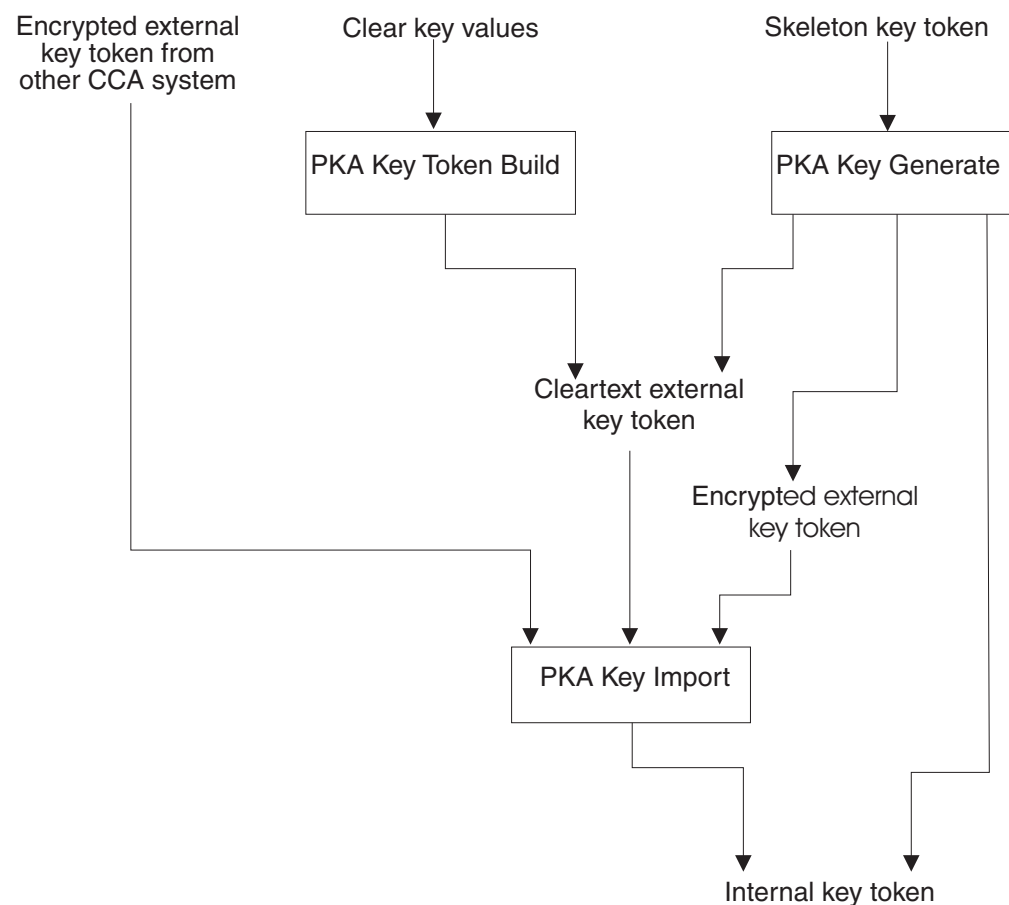 Encrypted external
key token from
other CCA system
Clear key values
Skeleton key token
PKA Key Token Build
PKA Key Generate
Cleartext external
key token
Encrypted external
key token
PKA Key Import
Internal key token